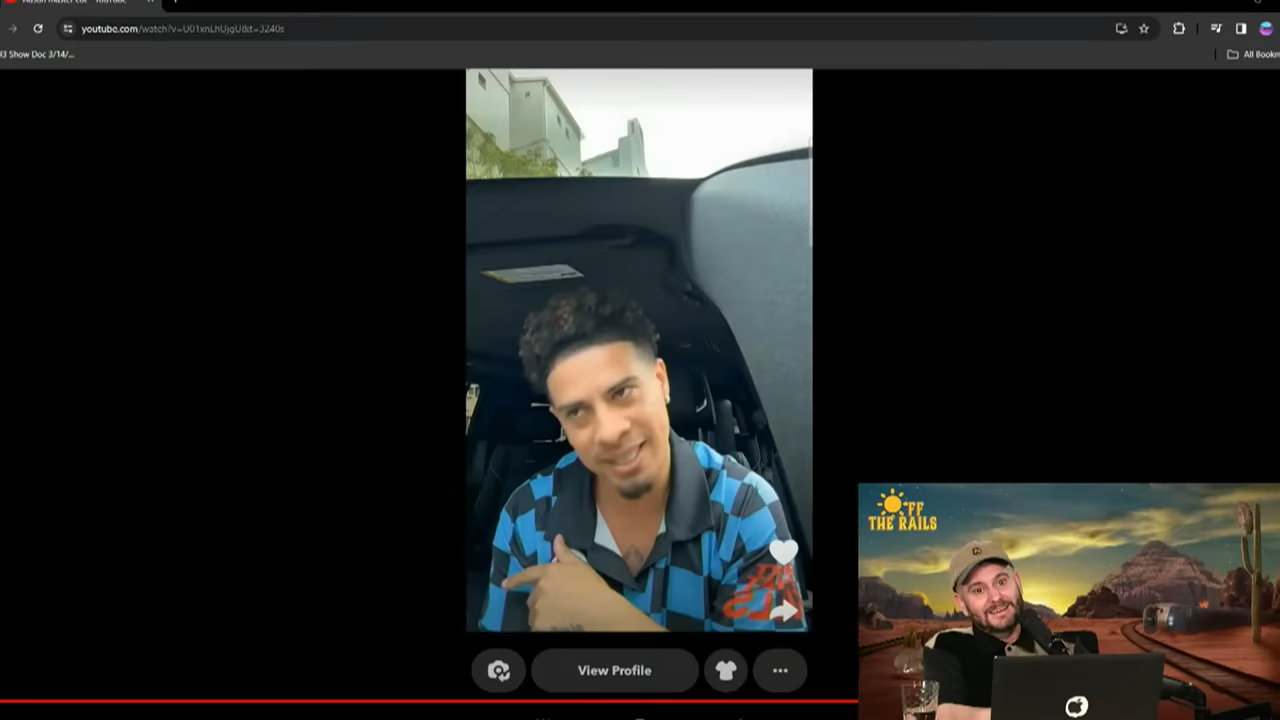 youtube.com/watch?v=U01xnLhUjgU&t=3240s
Show Doc 3/14/...
All Bookm
View Profile
OFF
THE RAILS